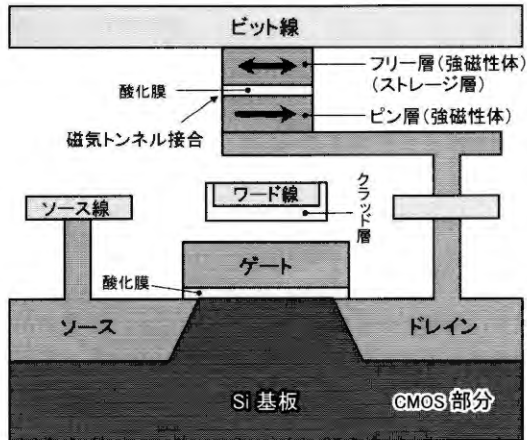 ビット線
フリー層(強磁性体)
(ストレージ層)
酸化膜
ピン層(強磁性体)
磁気トンネル接合
クラッド層
ワード線
ソース線
ゲート
酸化膜
ソース
ドレイン
Si 基板
CMOS 部分